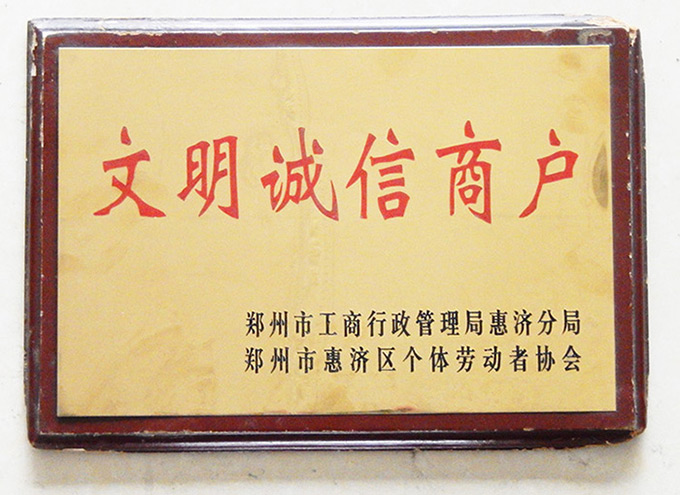 文明诚信商户
郑州市工商行政管理局惠济分局
郑州市惠济区个体劳动者协会